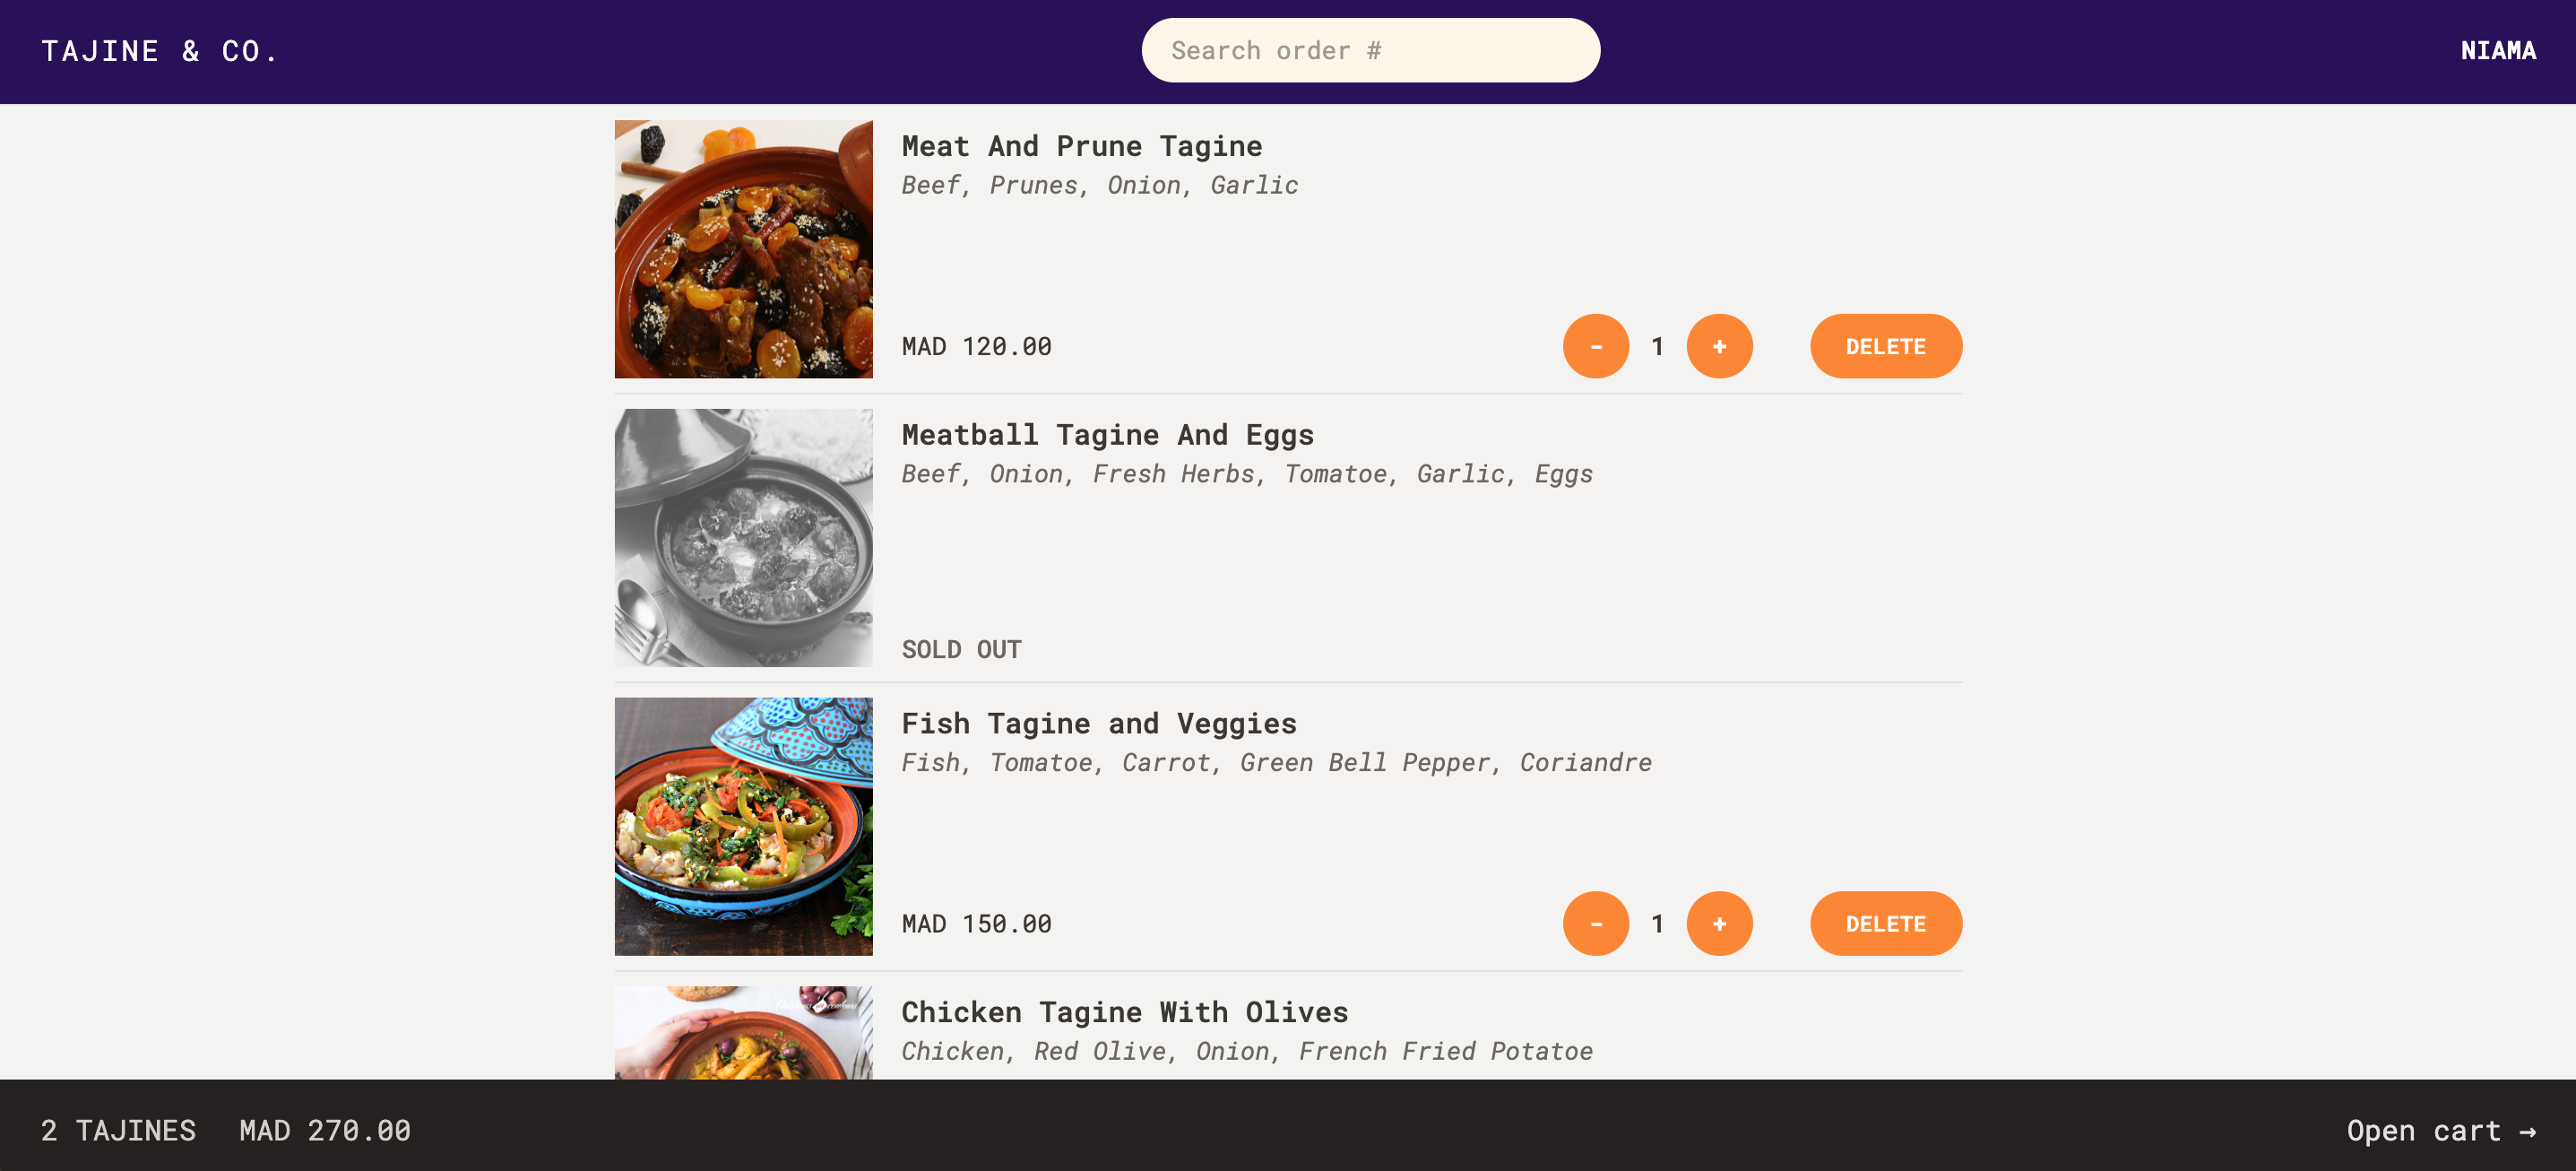 TAJINE & CO.
Search order #
NIAMA
Meat And Prune Tagine
Beef, Prunes, Onion, Garlic
MAD 120.00
- 1 + DELETE
Meatball Tagine And Eggs
Beef, Onion, Fresh Herbs, Tomatoe, Garlic, Eggs
SOLD OUT
Fish Tagine and Veggies
Fish, Tomatoe, Carrot, Green Bell Pepper, Coriandre
MAD 150.00
- 1 + DELETE
Chicken Tagine With Olives
Chicken, Red Olive, Onion, French Fried Potatoe
2 TAJINES MAD 270.00
Open cart →